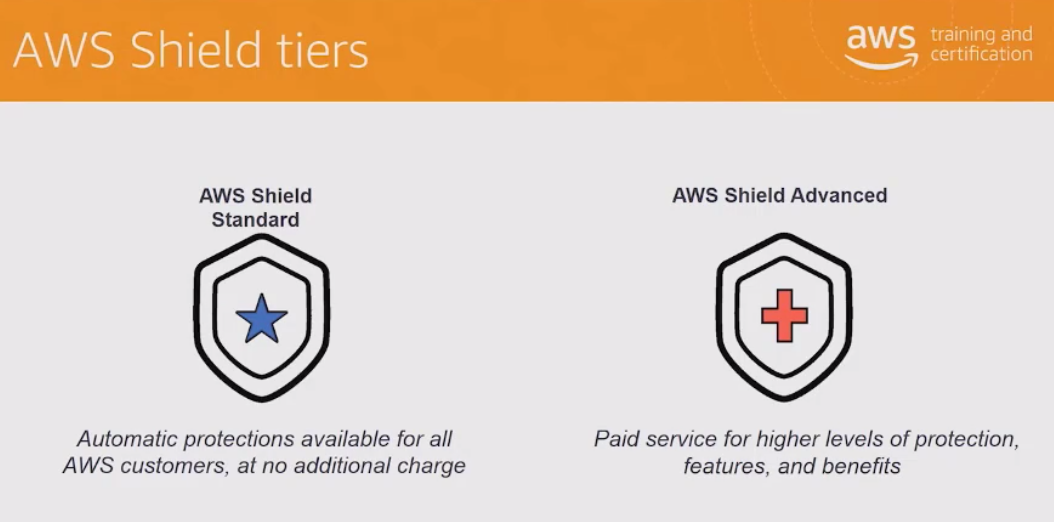 AWS Shield tiers
aws training and
certification
AWS Shield
Standard
Automatic protections available for all
AWS customers, at no additional charge
AWS Shield Advanced
Paid service for higher levels of protection,
features, and benefits